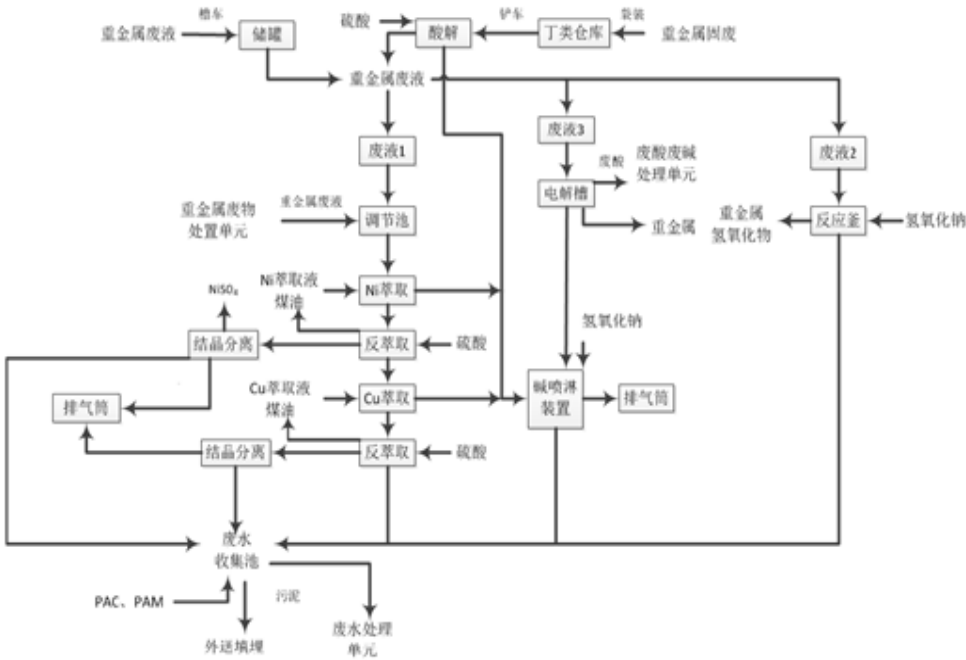 槽车
重金属废液
储罐
硫酸
酸解
铲车
丁类仓库
袋装
重金属固废
重金属废液
废液1
废液3
废液2
废酸
废酸废碱
处理单元
电解槽
重金属
重金属
氢氧化物
反应釜
氢氧化钠
重金属废物
处置单元
重金属废液
调节池
Ni萃取液
煤油
Ni萃取
NiSO₄
结晶分离
反萃取
硫酸
氢氧化钠
Cu萃取液
煤油
Cu萃取
碱喷淋
装置
排气筒
排气筒
结晶分离
反萃取
硫酸
废水
收集池
PAC、PAM
污泥
外送填埋
废水处理
单元